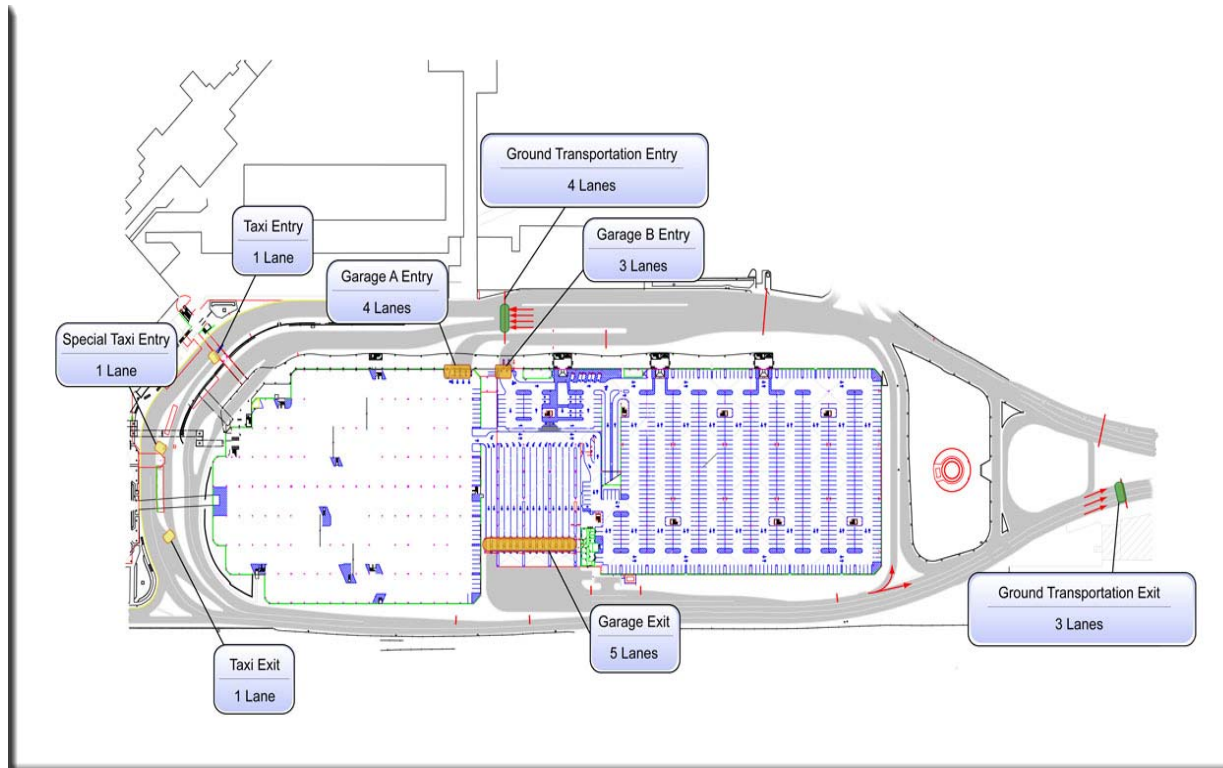 Ground Transportation Entry
4 Lanes
Taxi Entry
1 Lane
Garage B Entry
3 Lanes
Garage A Entry
4 Lanes
Special Taxi Entry
1 Lane
Ground Transportation Exit
3 Lanes
Garage Exit
5 Lanes
Taxi Exit
1 Lane